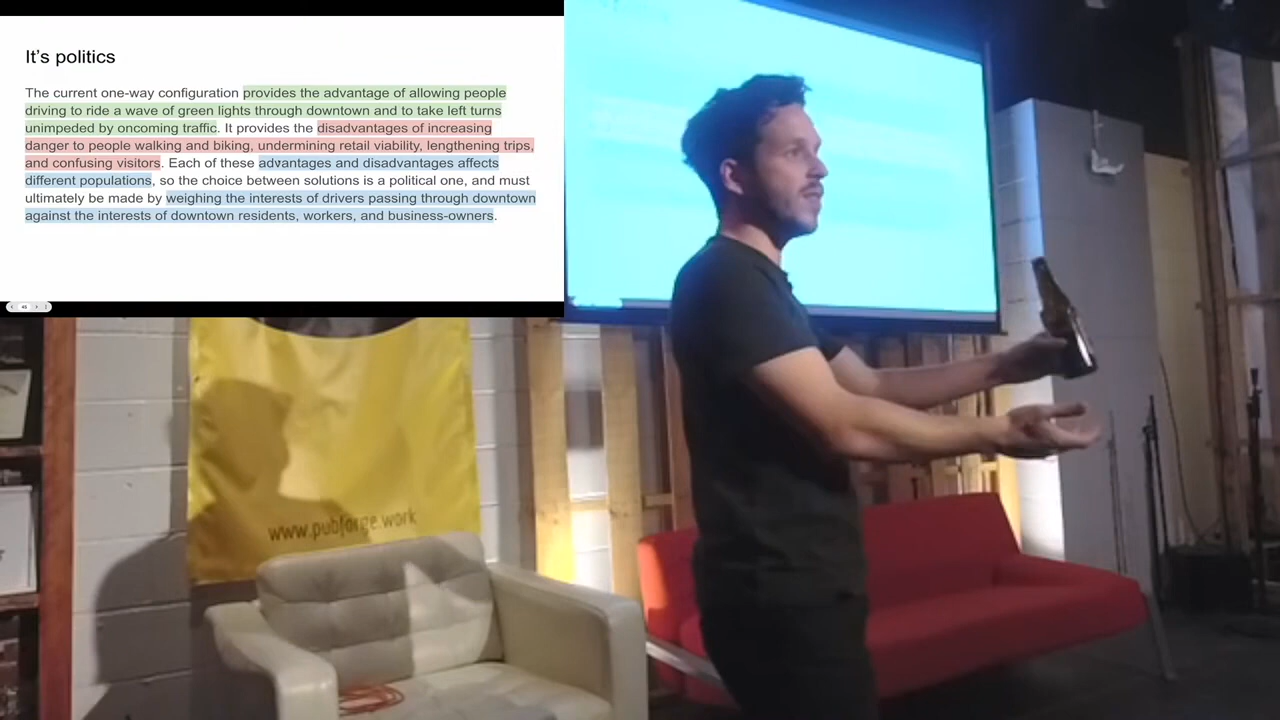 It's politics
The current one-way configuration provides the advantage of allowing people
driving to ride a wave of green lights through downtown and to take left turns
unimpeded by oncoming traffic. It provides the disadvantages of increasing
danger to people walking and biking, undermining retail viability, lengthening trips,
and confusing visitors. Each of these advantages and disadvantages affects
different populations, so the choice between solutions is a political one, and must
ultimately be made by weighing the interests of drivers passing through downtown
against the interests of downtown residents, workers, and business-owners.
www.pubforge.work